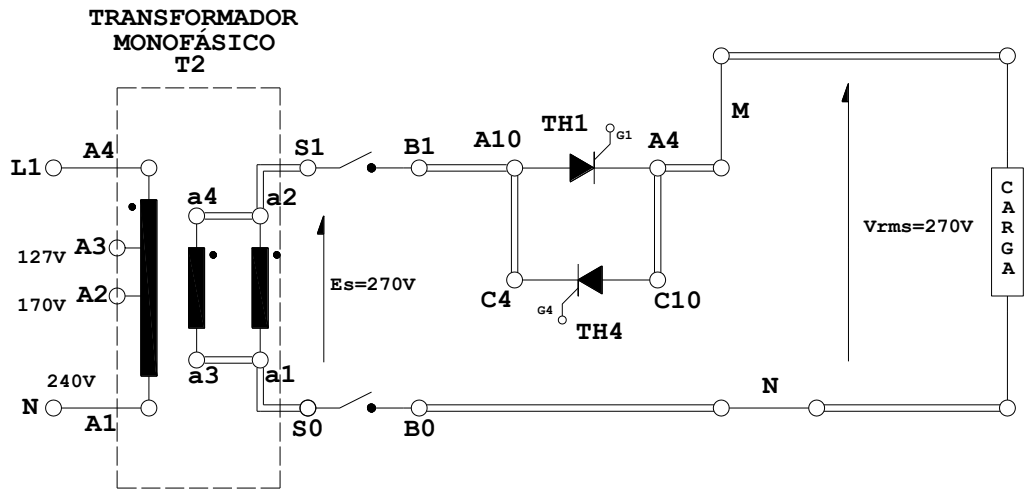 TRANSFORMADOR
MONOFÁSICO
T2
L1
A4
S1
B1
A10
TH1
G1
A4
M
a4
a2
A3
127V
A2
170V
Es=270V
Vrms=270V
CARGA
C4
G4
TH4
C10
240V
N
A1
a3
a1
S0
B0
N